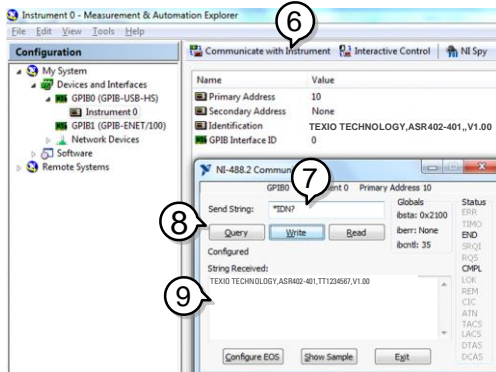 Instrument 0 - Measurement & Automation Explorer
File Edit View Tools Help
6
Configuration
Communicate with Instrument Interactive Control NI Spy
My System
Devices and Interfaces
GPIB0 (GPIB-USB-HS)
Instrument 0
GPIB1 (GPIB-ENET/100)
Network Devices
Software
Remote Systems
Name Value
Primary Address 10
Secondary Address None
Identification TEXIO TECHNOLOGY,ASR402-401,,V1.00
GPIB Interface ID 0
NI-488.2
7
GPIB0 0 Primary Address 10
Send String: *IDN?
8
Query Write Read
Configured
String Received:
9
TEXIO TECHNOLOGY,ASR402-401,TT1234567,V1.00
Configure EOS Show Sample Exit
Globals
ibsta: 0x2100
iberr: None
ibcntl: 35
Status
ERR
TIMO
END
SRQI
RQS
CMPL
LOK
REM
CIC
ATN
TACS
LACS
DTAS
DCAS